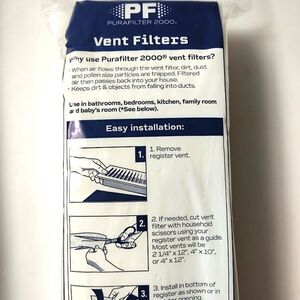 PF
PURAFILTER 2000®
Vent Filters
Why use Purafilter 2000® vent filters?
• When air flows through the vent filter, dirt, dust
and pollen size particles are trapped. Filtered
air then passes back into your house.
• Keeps dirt & objects from falling into ducts.
Use in bathrooms, bedrooms, kitchen, family room
and baby's room (*See below).
Easy installation:
1.
1. Remove
register vent.
2.
2. If needed, cut vent
filter with household
scissors using your
register vent as a guide.
Most vents will be
2 1/4" x 12", 4" x 10",
or 4" x 12".
3.
3. Install in bottom of
register as shown or in
opening.